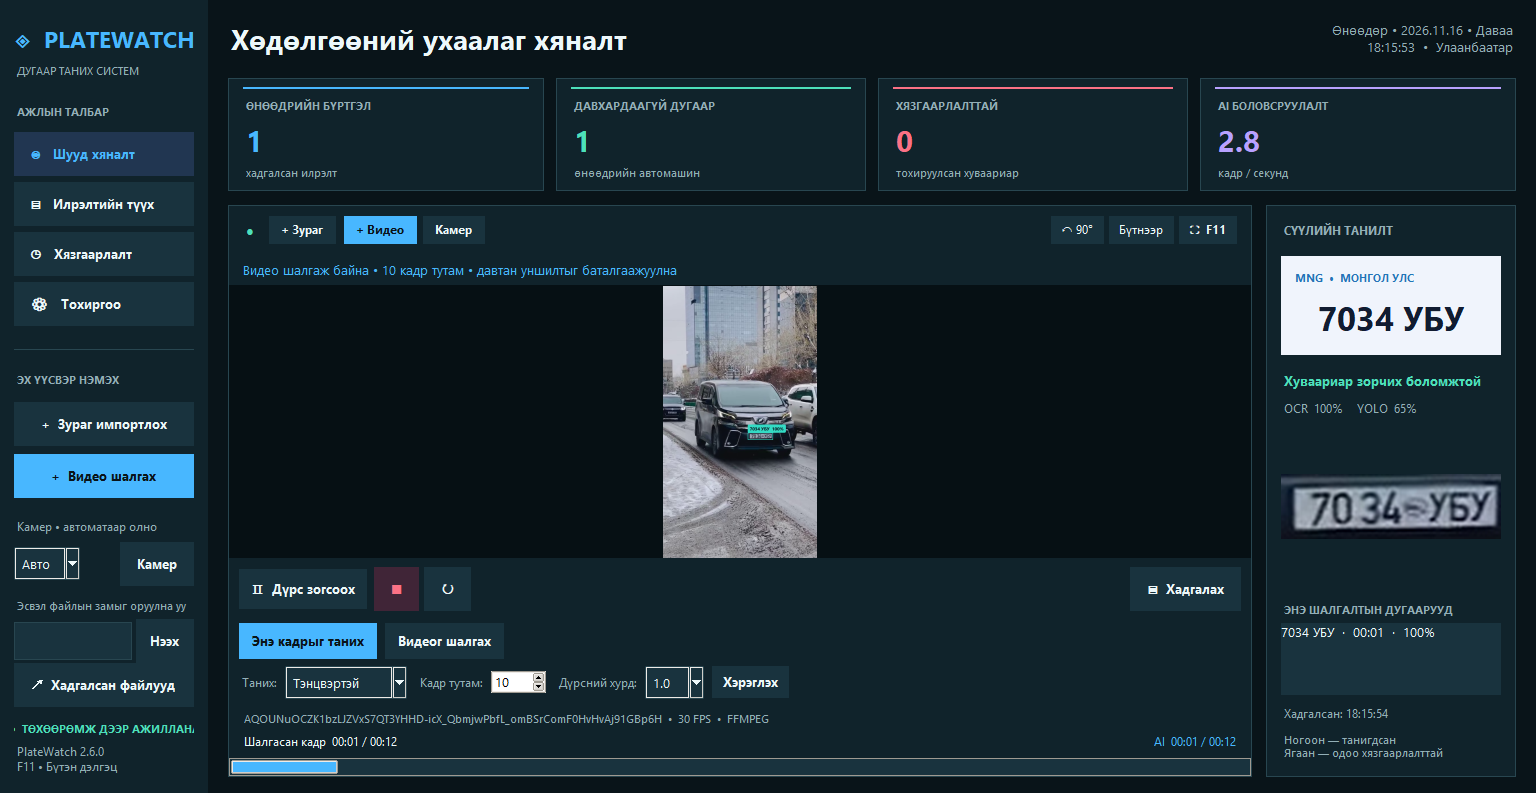 PLATEWATCH
ДУГААР ТАНИХ СИСТЕМ
АЖЛЫН ТАЛБАР
Шууд хяналт
Илрэлтийн түүх
Хязгаарлалт
Тохиргоо
ЭХ ҮҮСВЭР НЭМЭХ
+ Зураг импортлох
+ Видео шалгах
Камер • автоматаар олно
Авто
Камер
Эсвэл файлын замыг оруулна уу
Нээх
Хадгалсан файлууд
ТӨХӨӨРӨМЖ ДЭЭР АЖИЛЛАНА
PlateWatch 2.6.0
F11 • Бүтэн дэлгэц
Хөдөлгөөний ухаалаг хяналт
Өнөөдөр • 2026.11.16 • Даваа
18:15:53 • Улаанбаатар
ӨНӨӨДРИЙН БҮРТГЭЛ
1
хадгалсан илрэлт
ДАВХАРДААГҮЙ ДУГААР
1
өнөөдрийн автомашин
ХЯЗГААРЛАЛТТАЙ
0
тохируулсан хуваариар
AI БОЛОВСРУУЛАЛТ
2.8
кадр / секунд
+ Зураг
+ Видео
Камер
90°
Бүтнээр
F11
Видео шалгаж байна • 10 кадр тутам • давтан уншилтыг баталгаажуулна
7034 УБУ 100%
Дүрс зогсоох
Хадгалах
Энэ кадрыг таних
Видеог шалгах
Таних:
Тэнцвэртэй
Кадр тутам:
10
Дүрсний хурд:
1.0
Хэрэглэх
AQOUNuOCZK1bzLJZVxS7QT3YHHD-icX_QbmjwPbfL_omBSrComF0HvHvAj91GBp6H • 30 FPS • FFMPEG
Шалгасан кадр 00:01 / 00:12
AI 00:01 / 00:12
СҮҮЛИЙН ТАНИЛТ
MNG • МОНГОЛ УЛС
7034 УБУ
Хуваариар зорчих боломжтой
OCR 100% YOLO 65%
70 34 УБУ
ЭНЭ ШАЛГАЛТЫН ДУГААРУУД
7034 УБУ · 00:01 · 100%
Хадгалсан: 18:15:54
Ногоон — танигдсан
Ягаан — одоо хязгаарлалттай